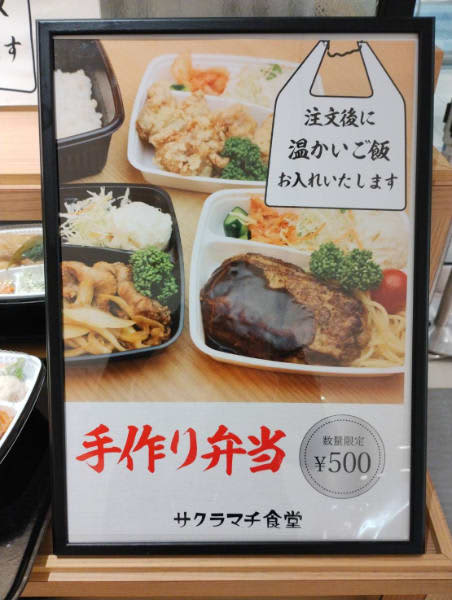 す
注文後に
温かいご飯
お入れいたします
手作り弁当
数量限定
¥500
サクラマチ食堂